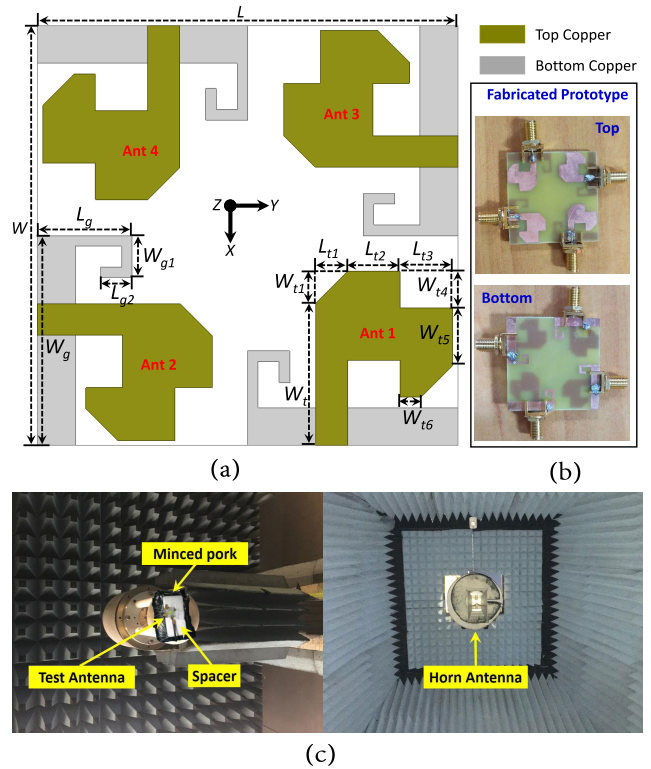 L
Top Copper
Bottom Copper
W
Ant 4
Ant 3
Fabricated Prototype
Top
Z
Y
X
Lg
Wg1
Lg2
Wg
Lt1
Lt2
Lt3
Wt1
Wt4
Ant 1
Wt5
Ant 2
Wt
Wt6
Bottom
(a)
(b)
Minced pork
Test Antenna
Spacer
Horn Antenna
(c)